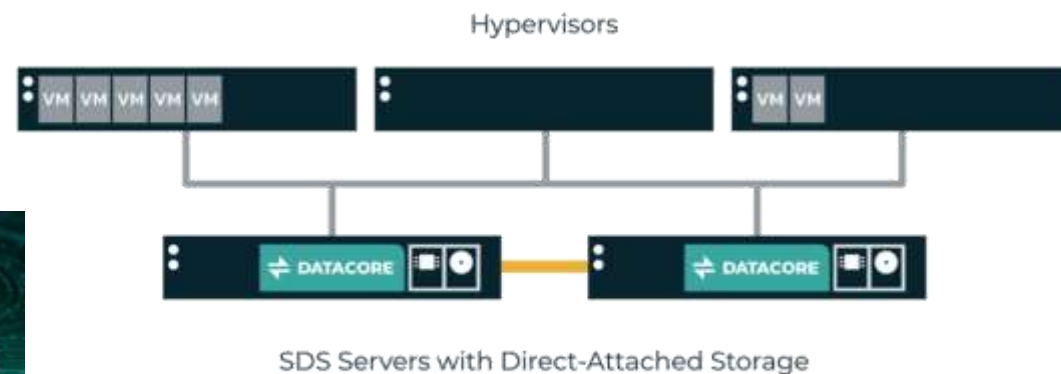 Hypervisors
VM VM VM VM VM
VM VM
DATACORE
DATACORE
SDS Servers with Direct-Attached Storage